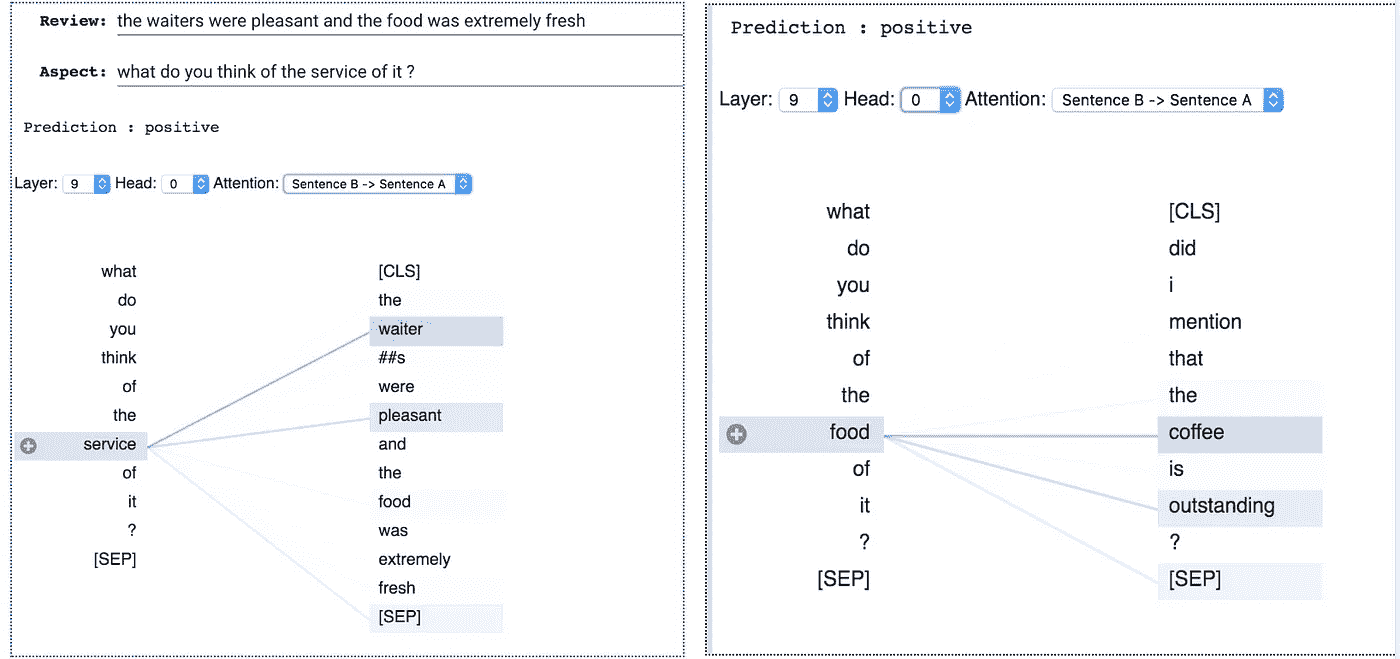 Review: the waiters were pleasant and the food was extremely fresh
Aspect: what do you think of the service of it ?
Prediction : positive
Layer: 9 Head: 0 Attention: Sentence B -> Sentence A
what [CLS]
do the
you waiter
think ##s
of were
the pleasant
service and
of the
it food
? was
[SEP] extremely
fresh
[SEP]
Prediction : positive
Layer: 9 Head: 0 Attention: Sentence B -> Sentence A
what [CLS]
do did
you i
think mention
of that
the the
food coffee
of is
it outstanding
? ?
[SEP] [SEP]